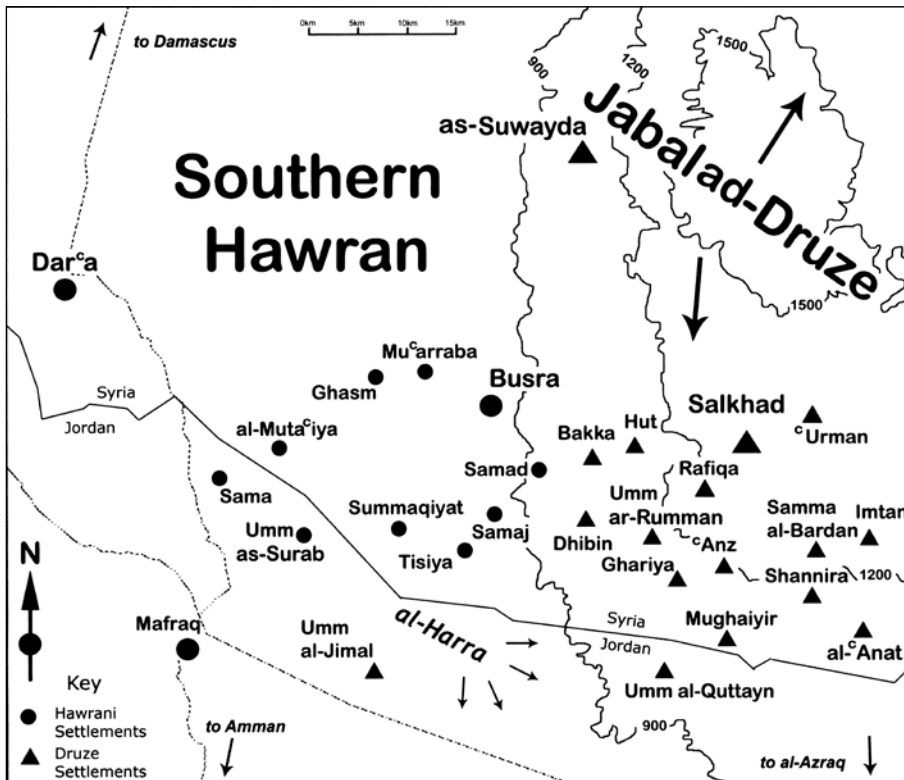 to Damascus
0km 5km 10km 15km
900
1200
1500
as-Suwayda
Jabalad-Druze
Southern
Hawran
Darᶜa
1500
Muᶜarraba
Ghasm
Busra
Syria
Jordan
al-Mutaᶜiya
Salkhad
ᶜUrman
Hut
Bakka
Samad
Rafiqa
Sama
Summaqiyat
Umm
as-Surab
Samaj
Tisiya
Umm
ar-Rumman
Dhibin
ᶜAnz
Ghariya
Samma
al-Bardan
Imtan
Shannira
1200
N
Mafraq
Umm
al-Jimal
al-Harra
Syria
Jordan
Mughaiyir
al-ᶜAnat
Umm al-Quttayn
Key
Hawrani
Settlements
Druze
Settlements
to Amman
900
to al-Azraq